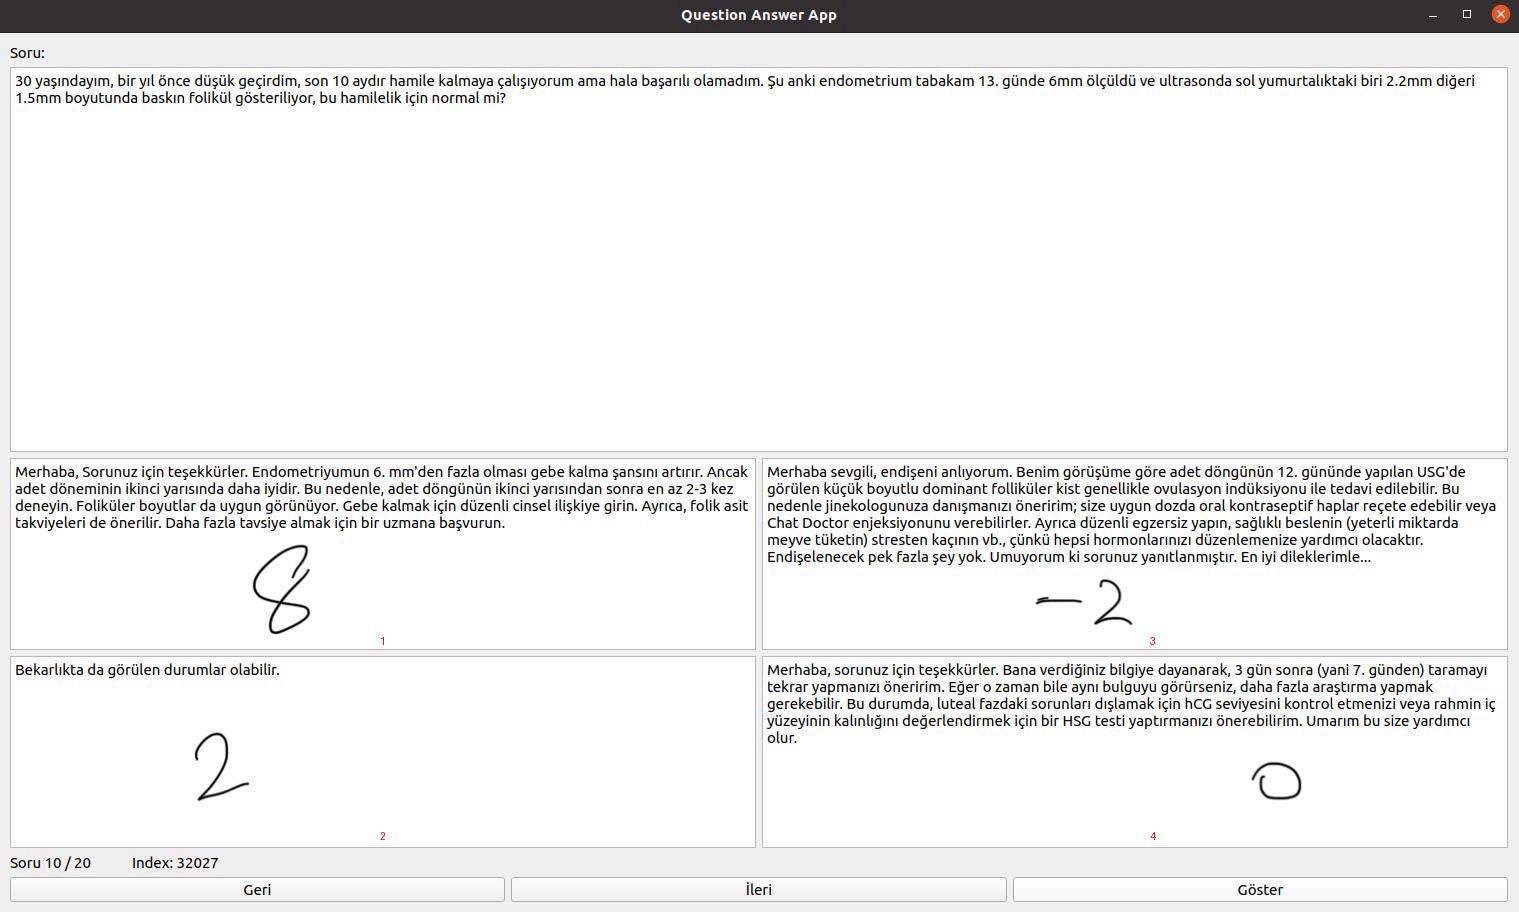 Question Answer App
Soru:
30 yaşındayım, bir yıl önce düşük geçirdim, son 10 aydır hamile kalmaya çalışıyorum ama hala başarılı olamadım. Şu anki endometrium tabakam 13. günde 6mm ölçüldü ve ultrasonda sol yumurtalıktaki biri 2.2mm diğeri
1.5mm boyutunda baskın folikül gösteriliyor, bu hamilelik için normal mi?
Merhaba, Sorunuz için teşekkürler. Endometriyumun 6. mm'den fazla olması gebe kalma şansını artırır. Ancak
adet döneminin ikinci yarısında daha iyidir. Bu nedenle, adet döngünün ikinci yarısından sonra en az 2-3 kez
deneyin. Foliküler boyutlar da uygun görünüyor. Gebe kalmak için düzenli cinsel ilişkiye girin. Ayrıca, folik asit
takviyeleri de önerilir. Daha fazla tavsiye almak için bir uzmana başvurun.
8
1
Merhaba sevgili, endişeni anlıyorum. Benim görüşüme göre adet döngünün 12. gününde yapılan USG'de
görülen küçük boyutlu dominant folliküler kist genellikle ovulasyon indüksiyonu ile tedavi edilebilir. Bu
nedenle jinekologunuza danışmanızı öneririm; size uygun dozda oral kontraseptif haplar reçete edebilir veya
Chat Doctor enjeksiyonunu verebilirler. Ayrıca düzenli egzersiz yapın, sağlıklı beslenin (yeterli miktarda
meyve tüketin) stresten kaçının vb., çünkü hepsi hormonlarınızı düzenlemenize yardımcı olacaktır.
Endişelenecek pek fazla şey yok. Umuyorum ki sorunuz yanıtlanmıştır. En iyi dileklerimle...
-2
3
Bekarlıkta da görülen durumlar olabilir.
2
2
Merhaba, sorunuz için teşekkürler. Bana verdiğiniz bilgiye dayanarak, 3 gün sonra (yani 7. günden) taramayı
tekrar yapmanızı öneririm. Eğer o zaman bile aynı bulguyu görürseniz, daha fazla araştırma yapmak
gerekebilir. Bu durumda, luteal fazdaki sorunları dışlamak için hCG seviyesini kontrol etmenizi veya rahmin iç
yüzeyinin kalınlığını değerlendirmek için bir HSG testi yaptırmanızı önerebilirim. Umarım bu size yardımcı
olur.
0
4
Soru 10 / 20 Index: 32027
Geri İleri Göster